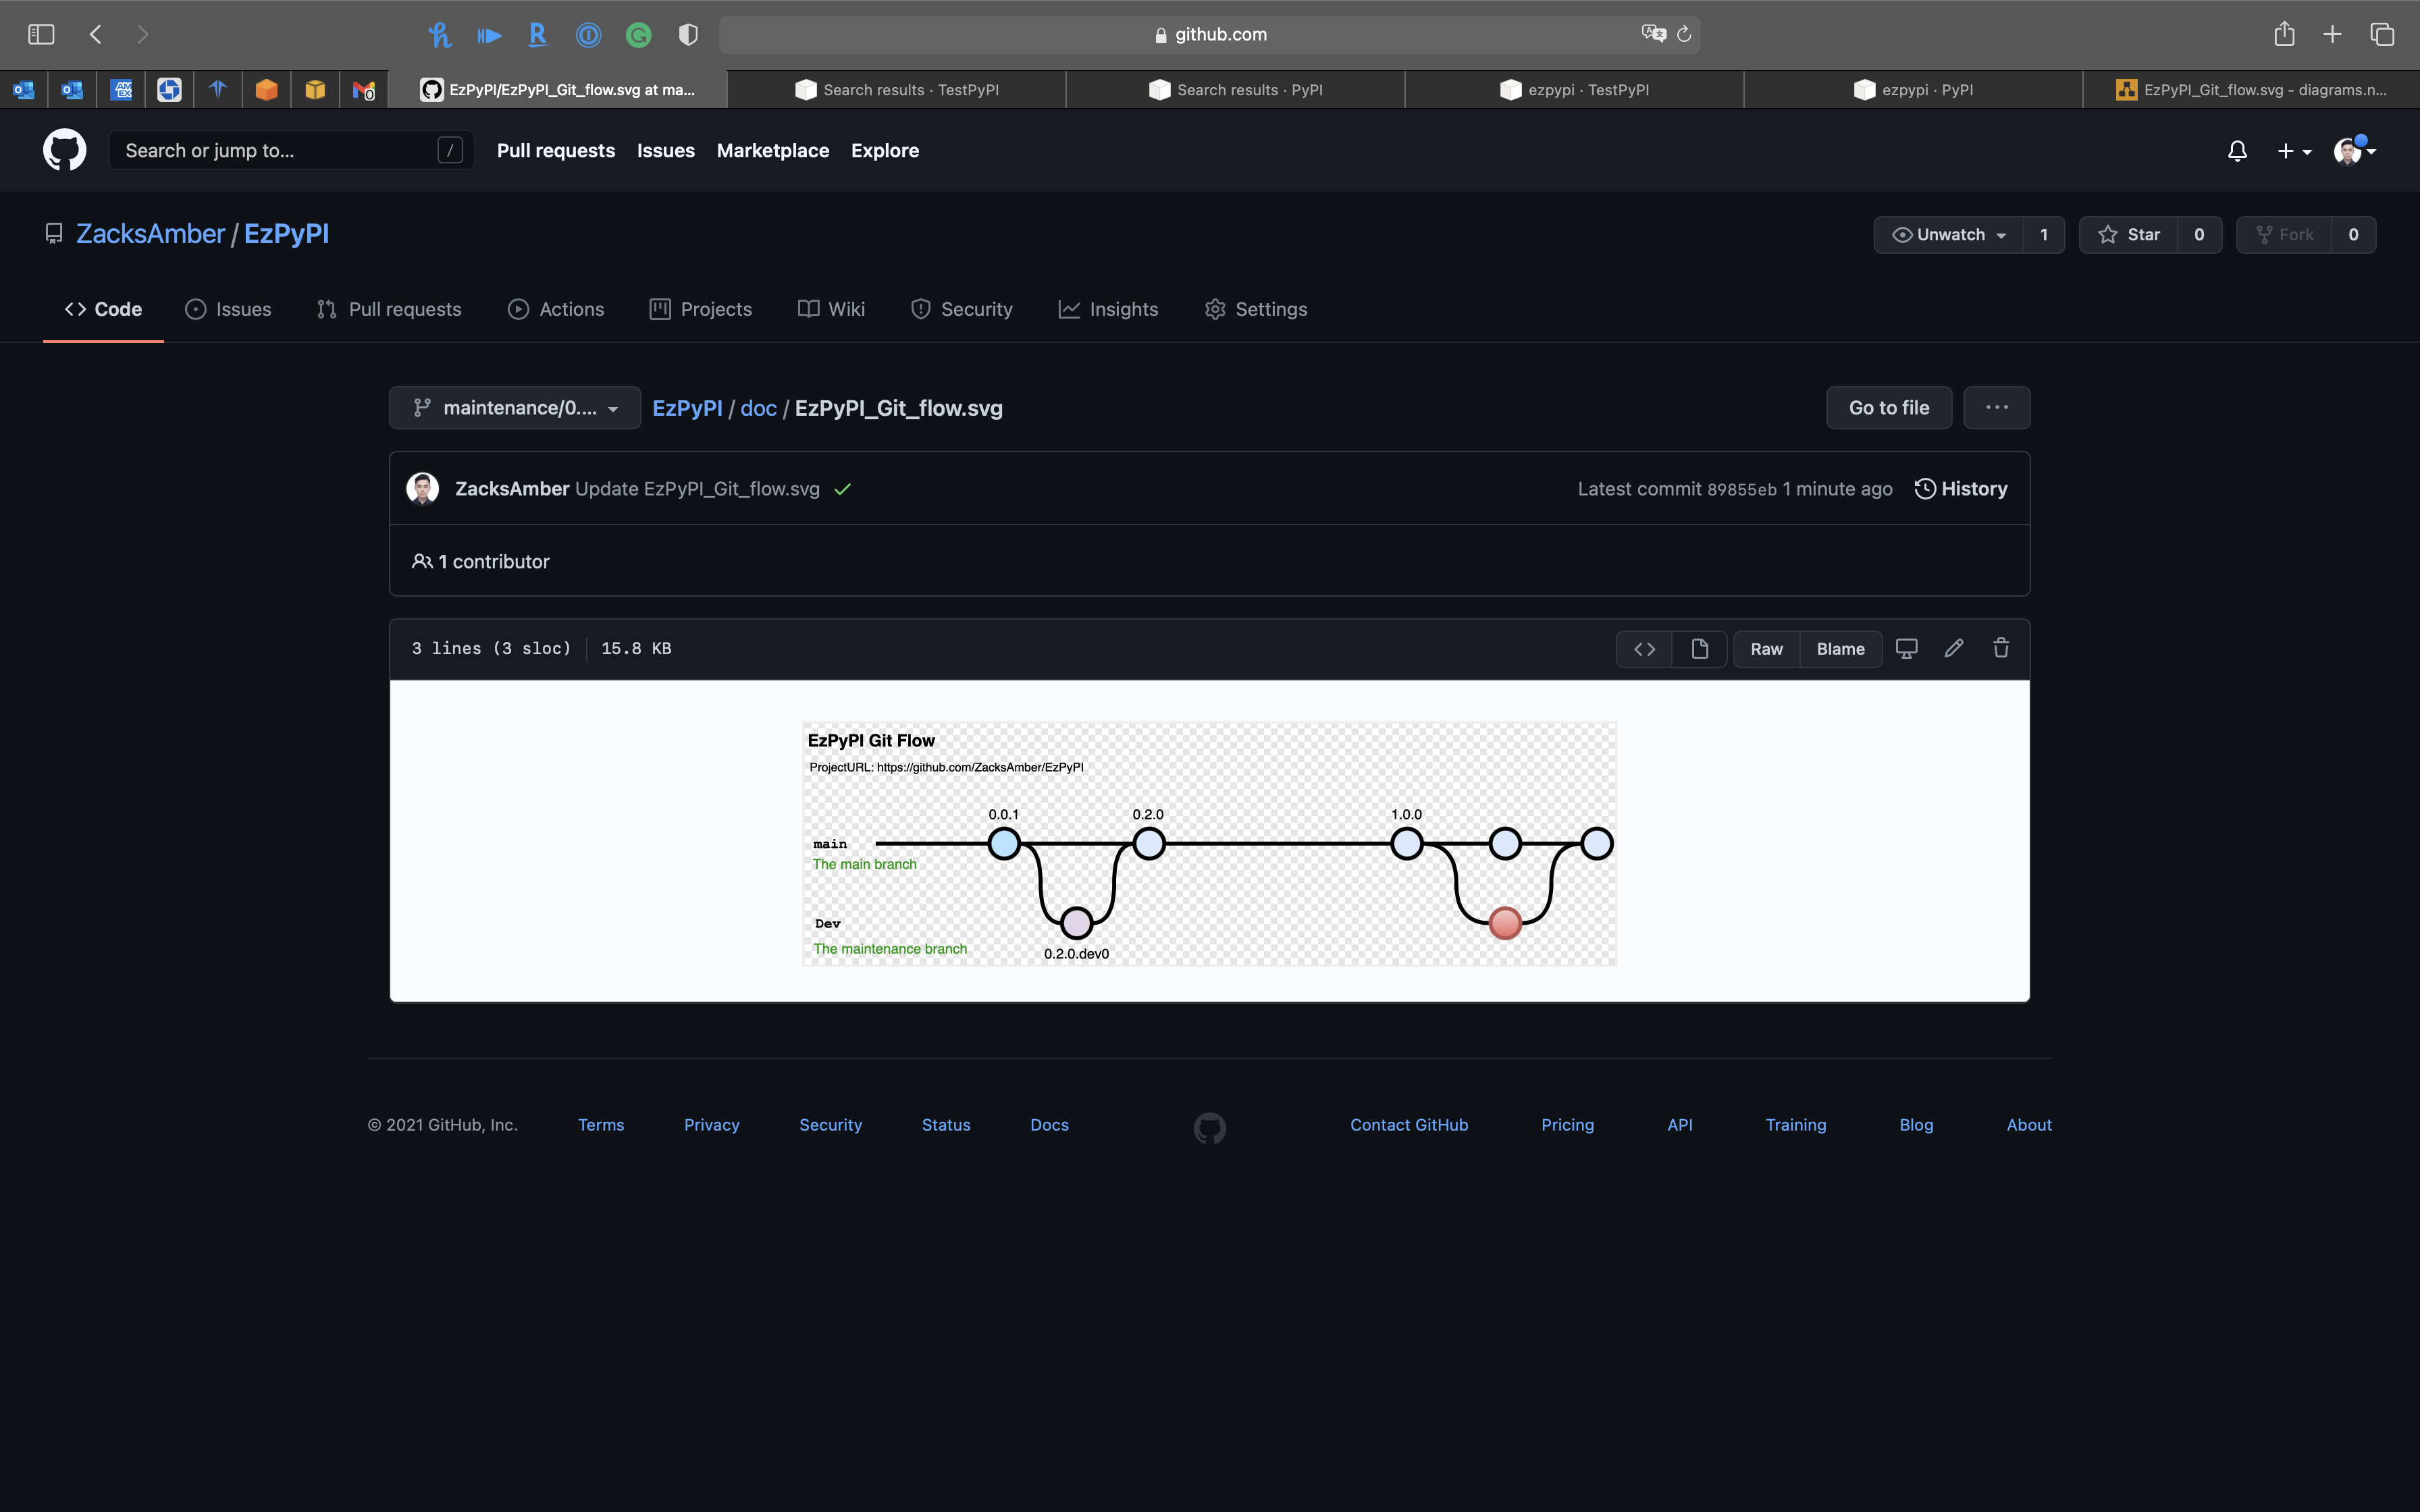 github.com
EzPyPI/EzPyPI_Git_flow.svg at ma...
Search results · TestPyPI
Search results · PyPI
ezpypi · TestPyPI
ezpypi · PyPI
EzPyPI_Git_flow.svg - diagrams.n...
Search or jump to... /
Pull requests Issues Marketplace Explore
ZacksAmber / EzPyPI
Unwatch 1 Star 0 Fork 0
Code Issues Pull requests Actions Projects Wiki Security Insights Settings
maintenance/0.... EzPyPI / doc / EzPyPI_Git_flow.svg Go to file
ZacksAmber Update EzPyPI_Git_flow.svg Latest commit 89855eb 1 minute ago History
1 contributor
3 lines (3 sloc) 15.8 KB Raw Blame
EzPyPI Git Flow
ProjectURL: https://github.com/ZacksAmber/EzPyPI
0.0.1 0.2.0 1.0.0
main
The main branch
Dev
The maintenance branch
0.2.0.dev0
© 2021 GitHub, Inc. Terms Privacy Security Status Docs Contact GitHub Pricing API Training Blog About